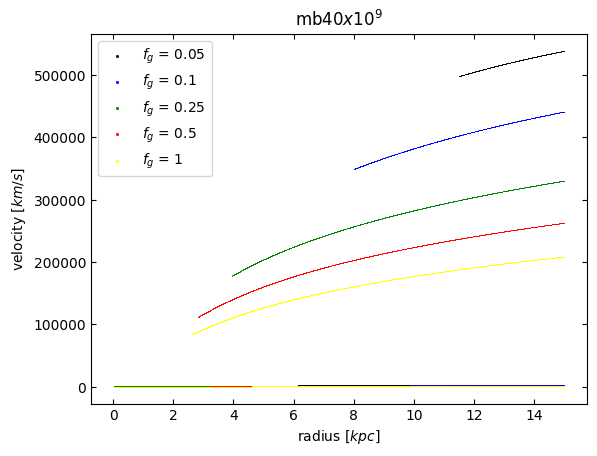 mb40x10⁹
f_g = 0.05
f_g = 0.1
f_g = 0.25
f_g = 0.5
f_g = 1
velocity [km/s]
500000
400000
300000
200000
100000
0
0 2 4 6 8 10 12 14
radius [kpc]